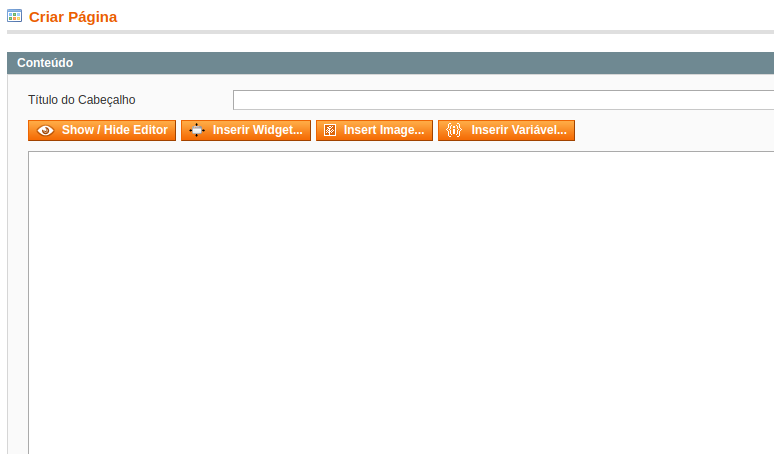 Criar Página
Conteúdo
Título do Cabeçalho
Show / Hide Editor Inserir Widget... Insert Image... Inserir Variável...